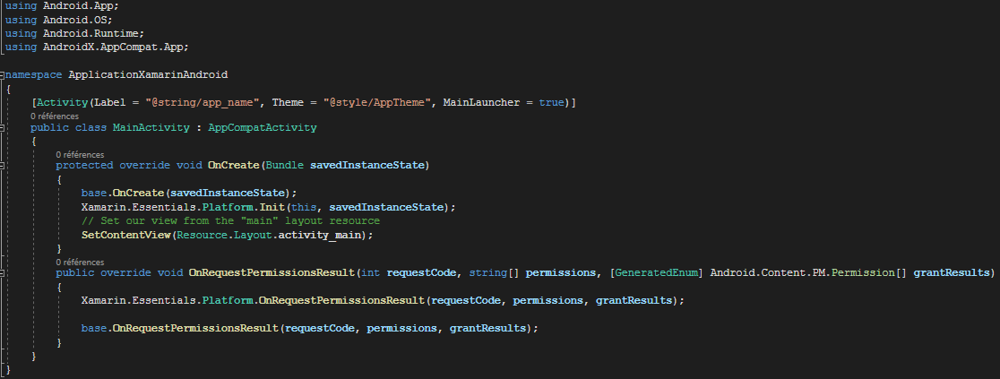 using Android.App;
using Android.OS;
using Android.Runtime;
using AndroidX.AppCompat.App;

namespace ApplicationXamarinAndroid
{
    [Activity(Label = "@string/app_name", Theme = "@style/AppTheme", MainLauncher = true)]
    0 références
    public class MainActivity : AppCompatActivity
    {
        0 références
        protected override void OnCreate(Bundle savedInstanceState)
        {
            base.OnCreate(savedInstanceState);
            Xamarin.Essentials.Platform.Init(this, savedInstanceState);
            // Set our view from the "main" layout resource
            SetContentView(Resource.Layout.activity_main);
        }
        0 références
        public override void OnRequestPermissionsResult(int requestCode, string[] permissions, [GeneratedEnum] Android.Content.PM.Permission[] grantResults)
        {
            Xamarin.Essentials.Platform.OnRequestPermissionsResult(requestCode, permissions, grantResults);

            base.OnRequestPermissionsResult(requestCode, permissions, grantResults);
        }
    }
}